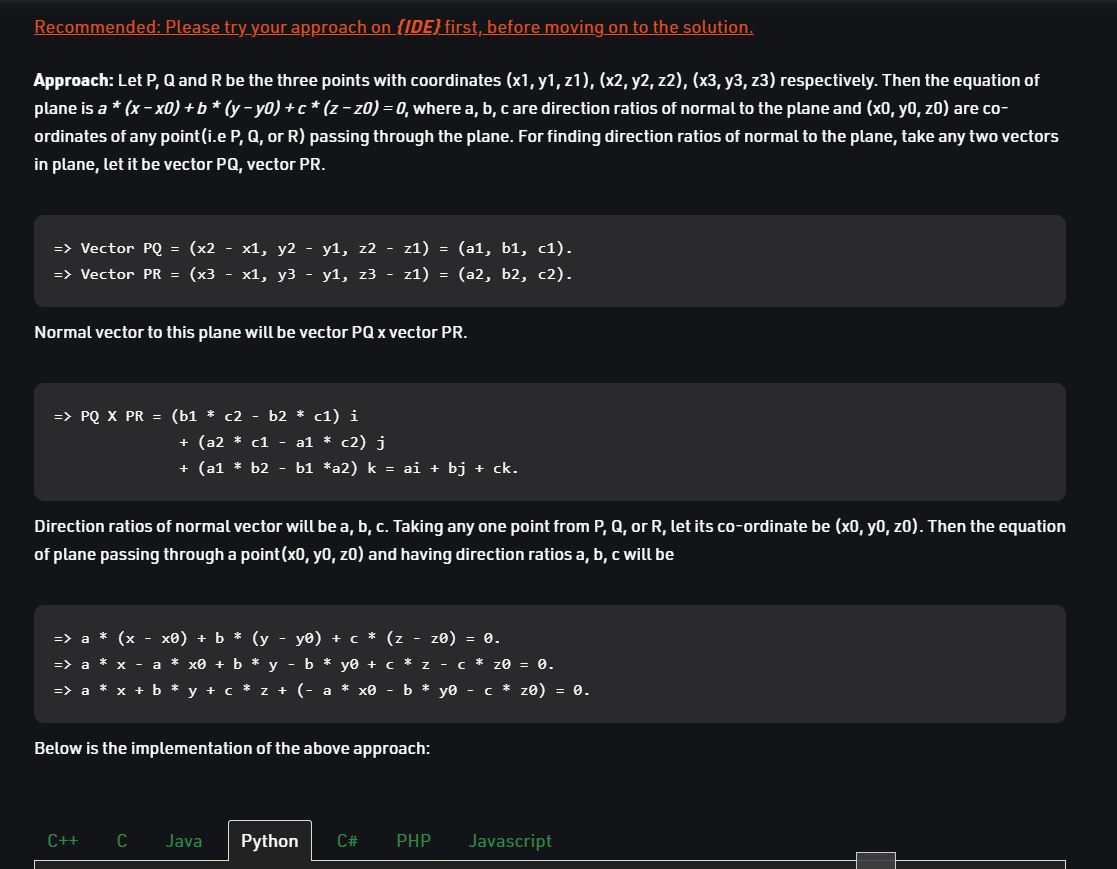 Recommended: Please try your approach on {IDE} first, before moving on to the solution.
Approach: Let P, Q and R be the three points with coordinates (x1, y1, z1), (x2, y2, z2), (x3, y3, z3) respectively. Then the equation of
plane is a * (x – x0) + b * (y – y0) + c * (z – z0) = 0, where a, b, c are direction ratios of normal to the plane and (x0, y0, z0) are co-
ordinates of any point(i.e P, Q, or R) passing through the plane. For finding direction ratios of normal to the plane, take any two vectors
in plane, let it be vector PQ, vector PR.
=> Vector PQ = (x2 - x1, y2 - y1, z2 - z1) = (a1, b1, c1).
=> Vector PR = (x3 - x1, y3 - y1, z3 - z1) = (a2, b2, c2).
Normal vector to this plane will be vector PQ x vector PR.
=> PQ X PR = (b1 * c2 - b2 * c1) i
+ (a2 * c1 - a1 * c2) j
+ (a1 * b2 - b1 *a2) k = ai + bj + ck.
Direction ratios of normal vector will be a, b, c. Taking any one point from P, Q, or R, let its co-ordinate be (x0, y0, z0). Then the equation
of plane passing through a point(x0, y0, z0) and having direction ratios a, b, c will be
=> a * (x - x0) + b * (y - y0) + c * (z - z0) = 0.
=> a * x - a * x0 + b * y - b * y0 + c * z - c * z0 = 0.
=> a * x + b * y + c * z + (- a * x0 - b * y0 - c * z0) = 0.
Below is the implementation of the above approach:
C++ C Java Python C# PHP Javascript